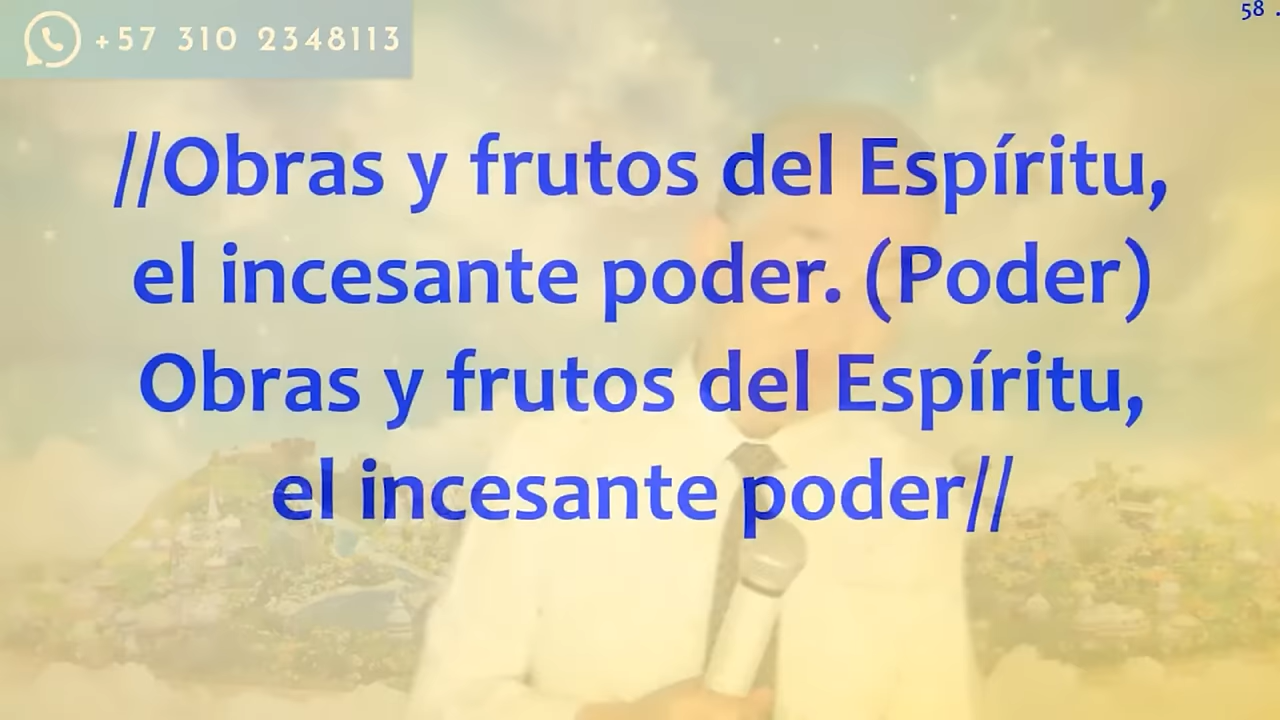 +57 310 2348113
58 .
//Obras y frutos del Espíritu,
el incesante poder. (Poder)
Obras y frutos del Espíritu,
el incesante poder//